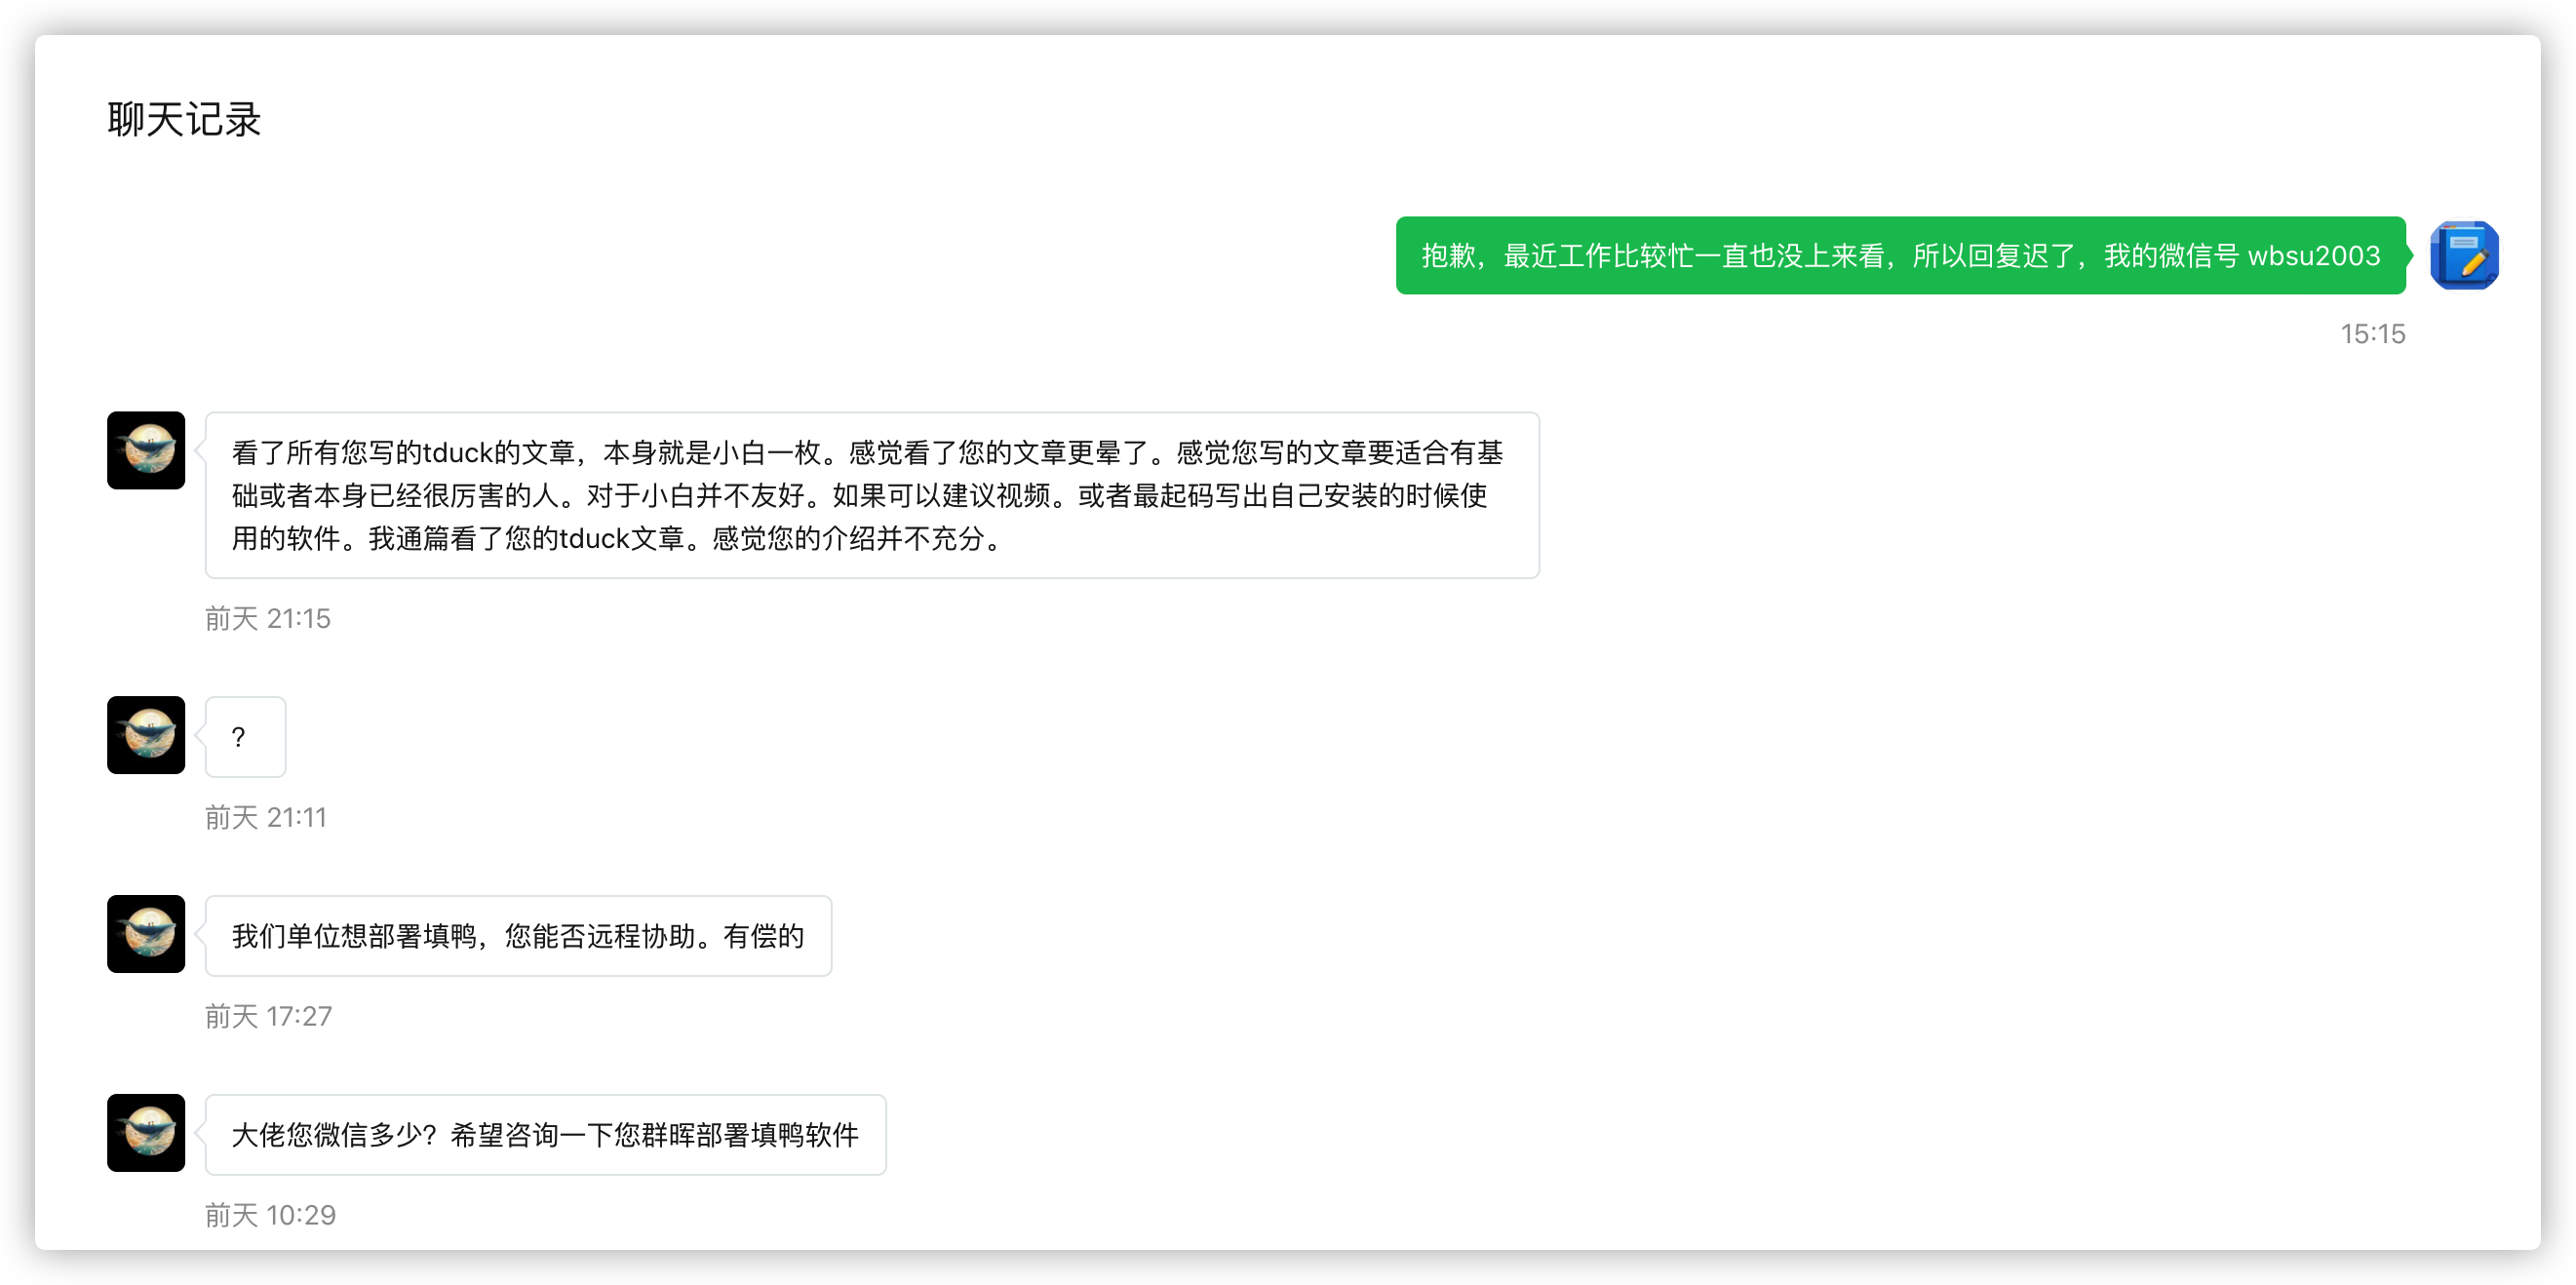 聊天记录
抱歉，最近工作比较忙一直也没上来看，所以回复迟了，我的微信号 wbsu2003
15:15
看了所有您写的tduck的文章，本身就是小白一枚。感觉看了您的文章更晕了。感觉您写的文章要适合有基
础或者本身已经很厉害的人。对于小白并不友好。如果可以建议视频。或者最起码写出自己安装的时候使
用的软件。我通篇看了您的tduck文章。感觉您的介绍并不充分。
前天 21:15
?
前天 21:11
我们单位想部署填鸭，您能否远程协助。有偿的
前天 17:27
大佬您微信多少？希望咨询一下您群晖部署填鸭软件
前天 10:29